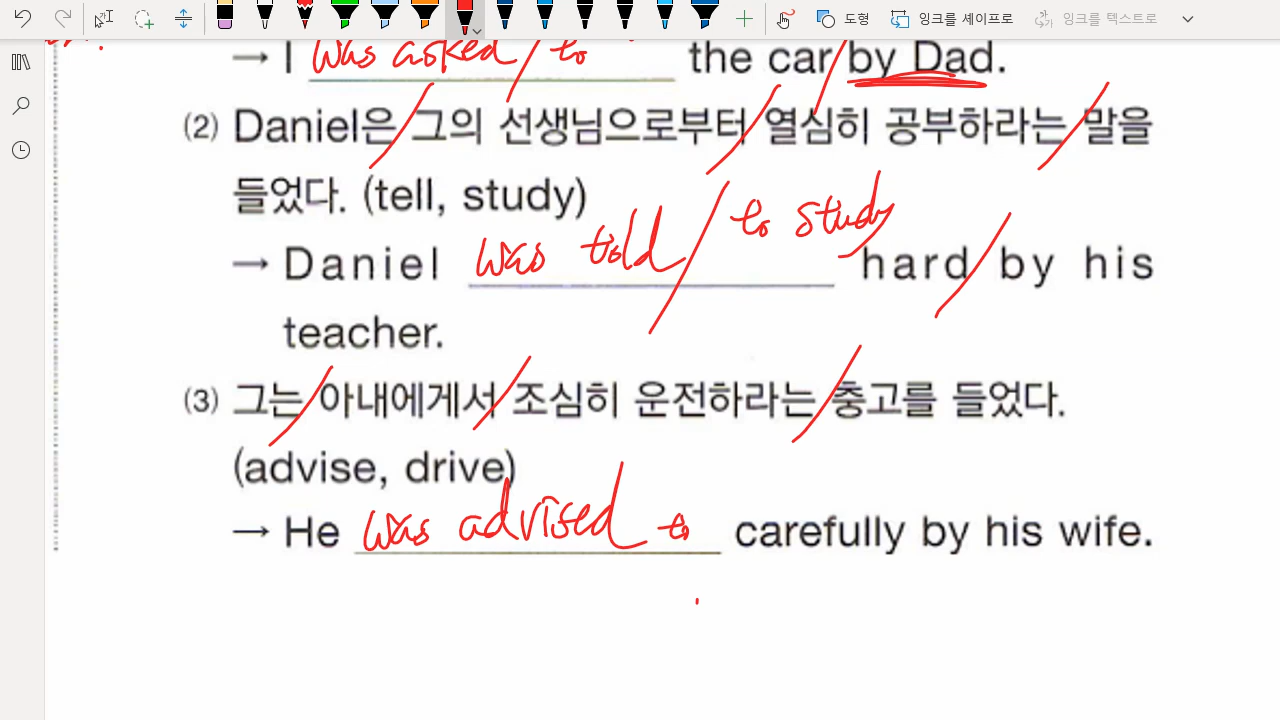 도형 잉크를 셰이프로 잉크를 텍스트로
→ I was asked to the car by Dad.
(2) Daniel은 그의 선생님으로부터 열심히 공부하라는 말을
들었다. (tell, study)
→ Daniel was told to study hard by his
teacher.
(3) 그는 아내에게서 조심히 운전하라는 충고를 들었다.
(advise, drive)
→ He was advised to carefully by his wife.